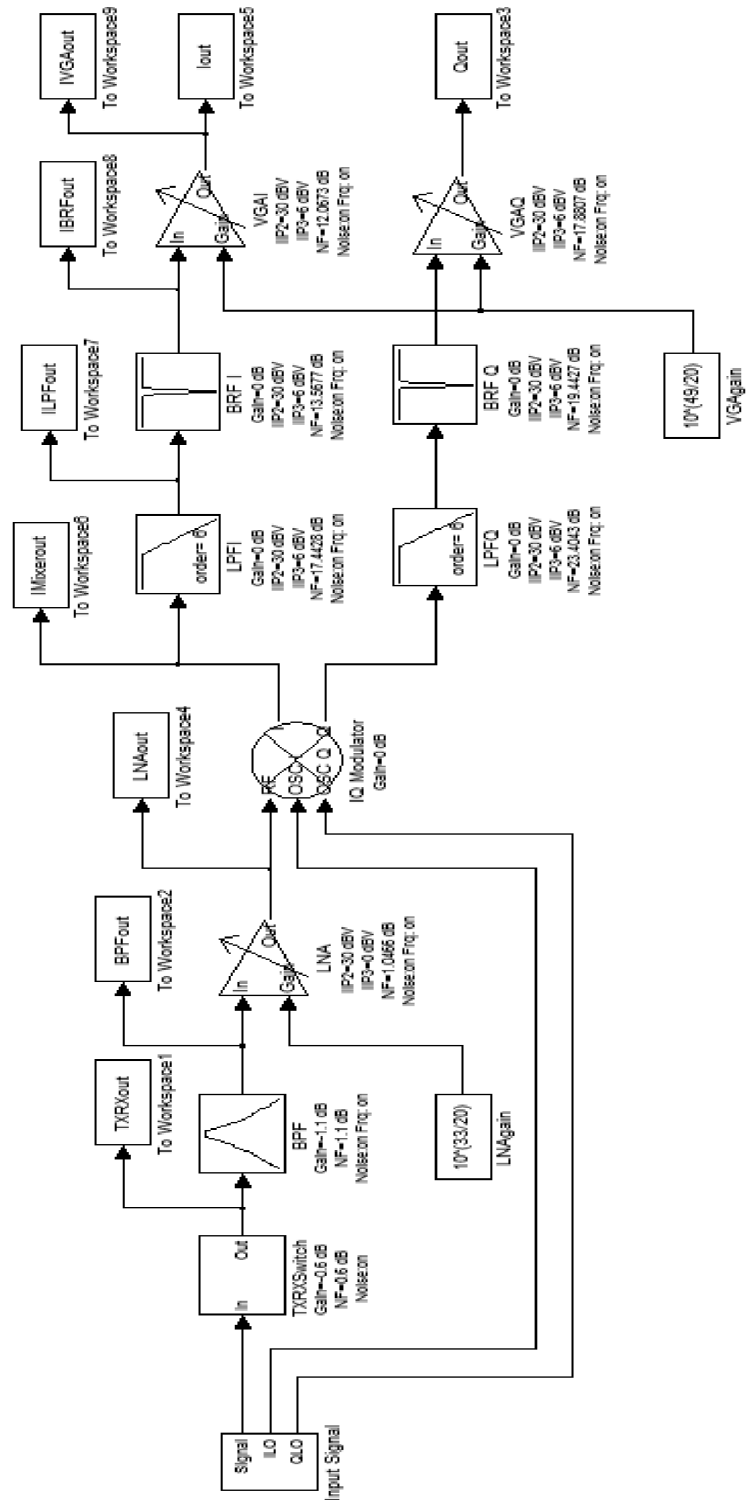 Signal
ILO
QLO
Input Signal
In
Out
TXRXSwitch
Gain=-0.6 dB
NF=0.6 dB
Noise:on
TXRXout
To Workspace1
BPF
Gain=-1.1 dB
NF=1.1 dB
Noise:on Frq: on
BPFout
To Workspace2
10^(33/20)
LNAgain
In
Gain
Out
LNA
IIP2=30 dBV
IIP3=0 dBV
NF=1.0466 dB
Noise:on Frq: on
LNAout
To Workspace4
RF
OSC I
OSC Q
I
Q
IQ Modulator
Gain=0 dB
IMixerout
To Workspace6
order= 6
LPFI
Gain=0 dB
IIP2=30 dBV
IIP3=6 dBV
NF=17.4428 dB
Noise:on Frq: on
order= 6
LPFQ
Gain=0 dB
IIP2=30 dBV
IIP3=6 dBV
NF=23.4043 dB
Noise:on Frq: on
ILPFout
To Workspace7
BRF I
Gain=0 dB
IIP2=30 dBV
IIP3=6 dBV
NF=13.5677 dB
Noise:on Frq: on
BRF Q
Gain=0 dB
IIP2=30 dBV
IIP3=6 dBV
NF=19.4427 dB
Noise:on Frq: on
10^(49/20)
VGAgain
IBRFout
To Workspace8
In
Gain
Out
VGAI
IIP2=30 dBV
IIP3=6 dBV
NF=12.0673 dB
Noise:on Frq: on
In
Gain
Out
VGAQ
IIP2=30 dBV
IIP3=6 dBV
NF=17.8807 dB
Noise:on Frq: on
IVGAout
To Workspace9
Iout
To Workspace5
Qout
To Workspace3